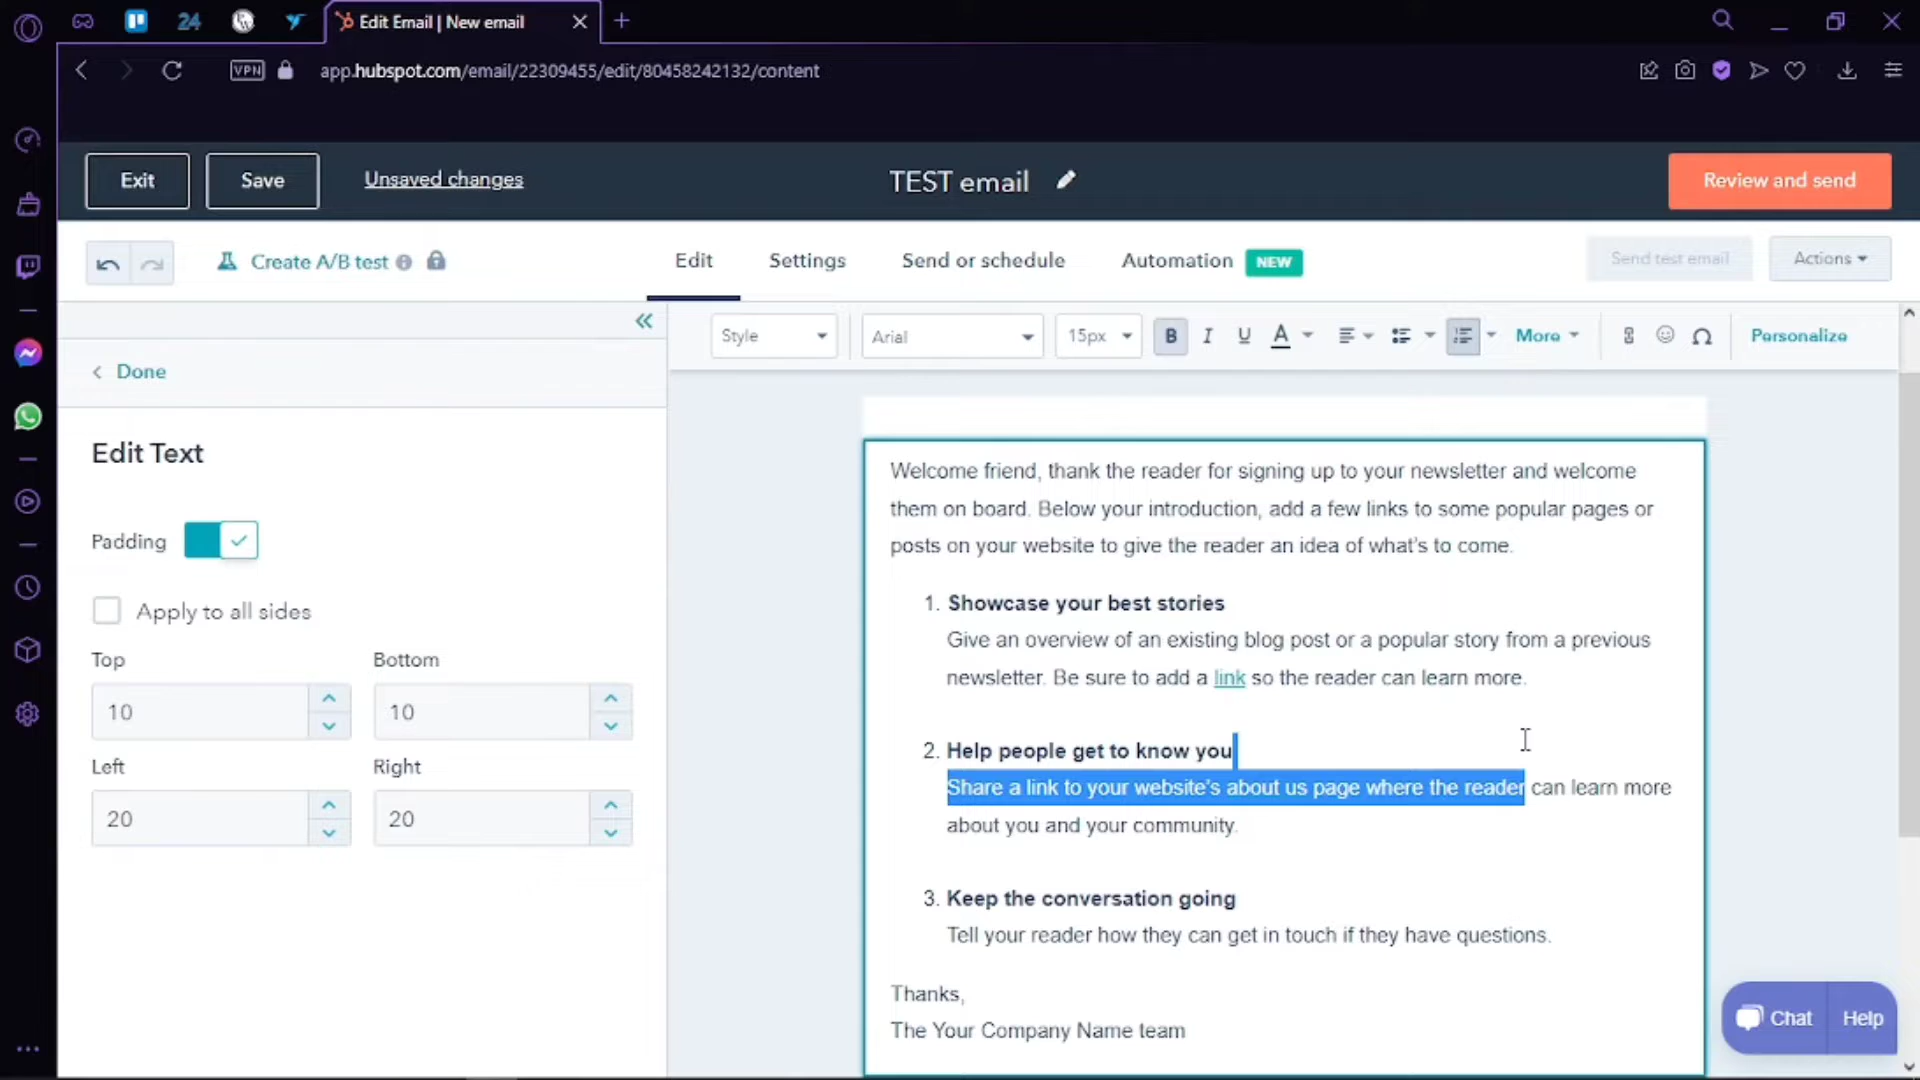 24
Edit Email | New email
VPN
app.hubspot.com/email/22309455/edit/80458242132/content
Exit
Save
Unsaved changes
TEST email
Review and send
Create A/B test
Edit
Settings
Send or schedule
Automation
NEW
Send test email
Actions
Style
Arial
15px
B
I
U
A
More
Personalize
Done
Edit Text
Padding
Apply to all sides
Top
Bottom
10
10
Left
Right
20
20
Welcome friend, thank the reader for signing up to your newsletter and welcome
them on board. Below your introduction, add a few links to some popular pages or
posts on your website to give the reader an idea of what's to come.
1. Showcase your best stories
Give an overview of an existing blog post or a popular story from a previous
newsletter. Be sure to add a link so the reader can learn more.
2. Help people get to know you
Share a link to your website's about us page where the reader can learn more
about you and your community.
3. Keep the conversation going
Tell your reader how they can get in touch if they have questions.
Thanks,
The Your Company Name team
Chat
Help